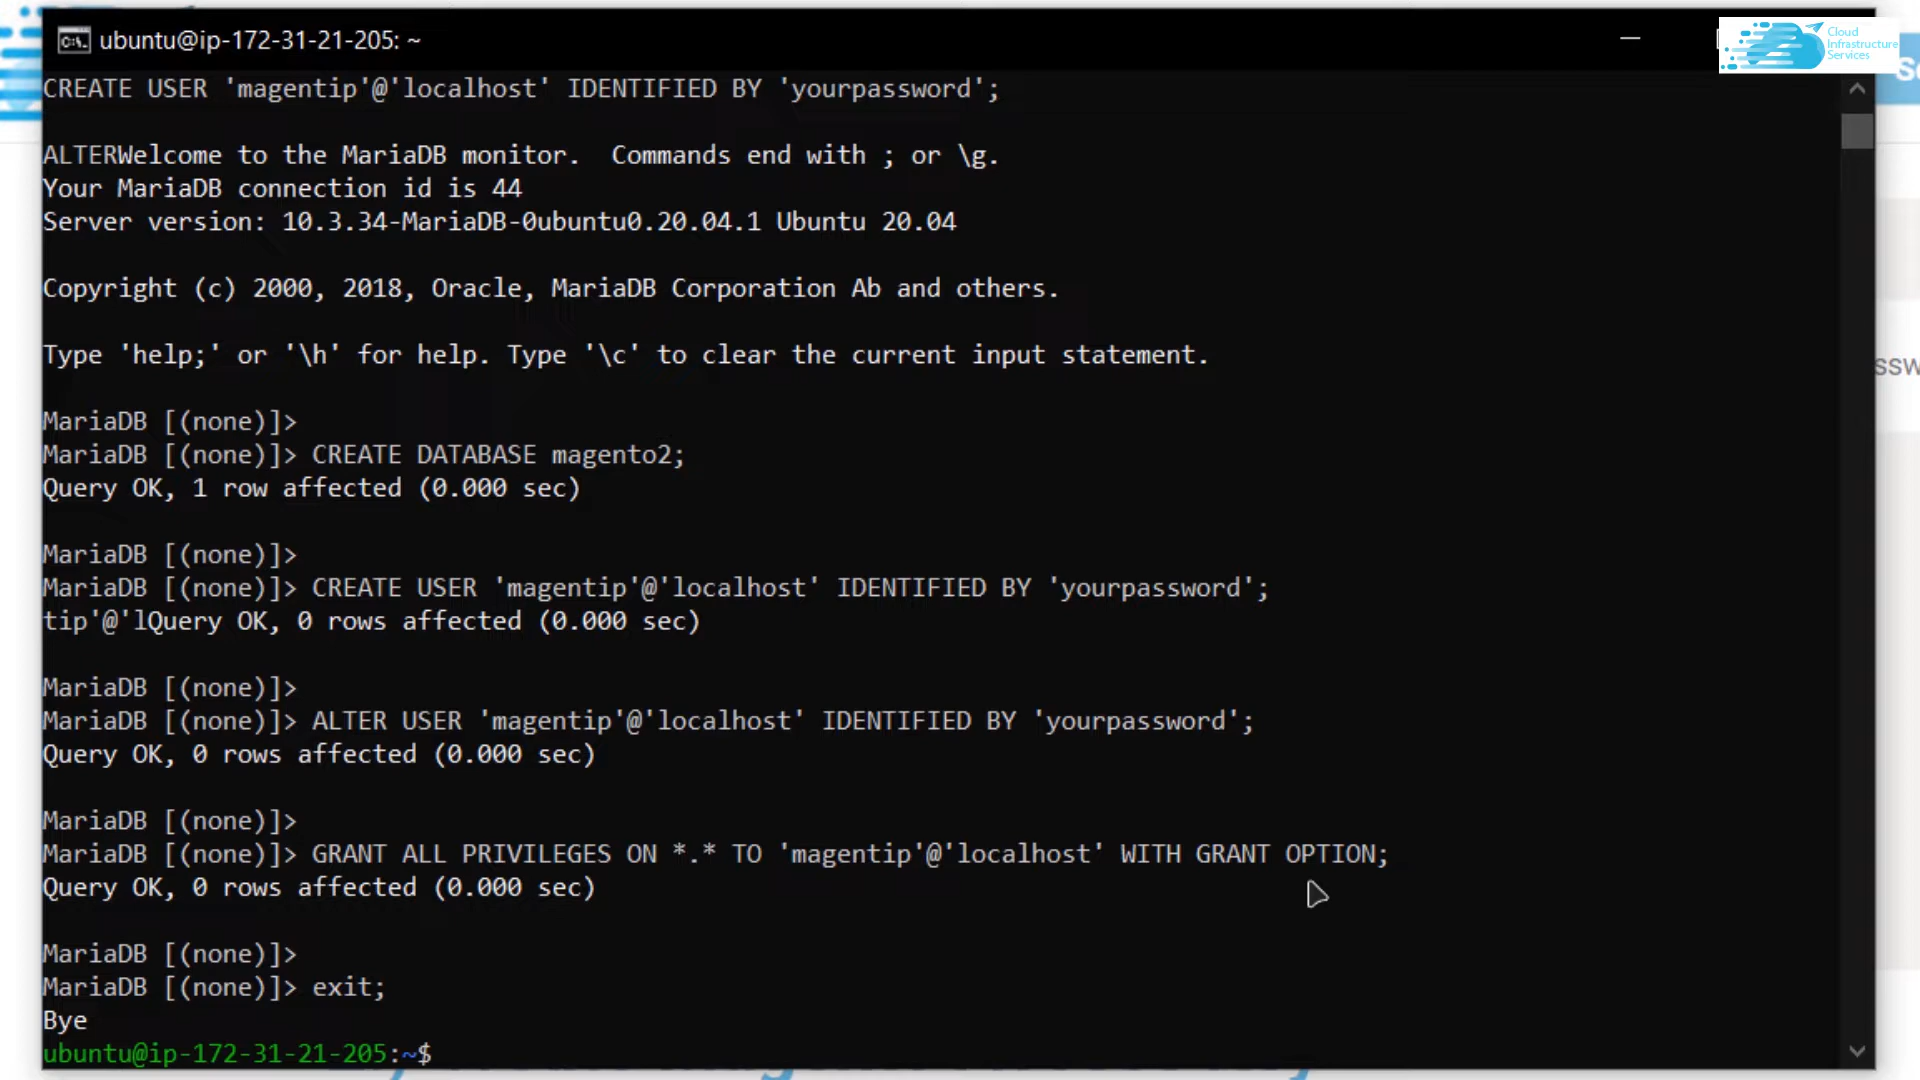 ubuntu@ip-172-31-21-205: ~
Cloud
Infrastructure
Services
CREATE USER 'magentip'@'localhost' IDENTIFIED BY 'yourpassword';
ALTERWelcome to the MariaDB monitor.  Commands end with ; or \g.
Your MariaDB connection id is 44
Server version: 10.3.34-MariaDB-0ubuntu0.20.04.1 Ubuntu 20.04
Copyright (c) 2000, 2018, Oracle, MariaDB Corporation Ab and others.
Type 'help;' or '\h' for help. Type '\c' to clear the current input statement.
MariaDB [(none)]>
MariaDB [(none)]> CREATE DATABASE magento2;
Query OK, 1 row affected (0.000 sec)
MariaDB [(none)]>
MariaDB [(none)]> CREATE USER 'magentip'@'localhost' IDENTIFIED BY 'yourpassword';
tip'@'lQuery OK, 0 rows affected (0.000 sec)
MariaDB [(none)]>
MariaDB [(none)]> ALTER USER 'magentip'@'localhost' IDENTIFIED BY 'yourpassword';
Query OK, 0 rows affected (0.000 sec)
MariaDB [(none)]>
MariaDB [(none)]> GRANT ALL PRIVILEGES ON *.* TO 'magentip'@'localhost' WITH GRANT OPTION;
Query OK, 0 rows affected (0.000 sec)
MariaDB [(none)]>
MariaDB [(none)]> exit;
Bye
ubuntu@ip-172-31-21-205:~$